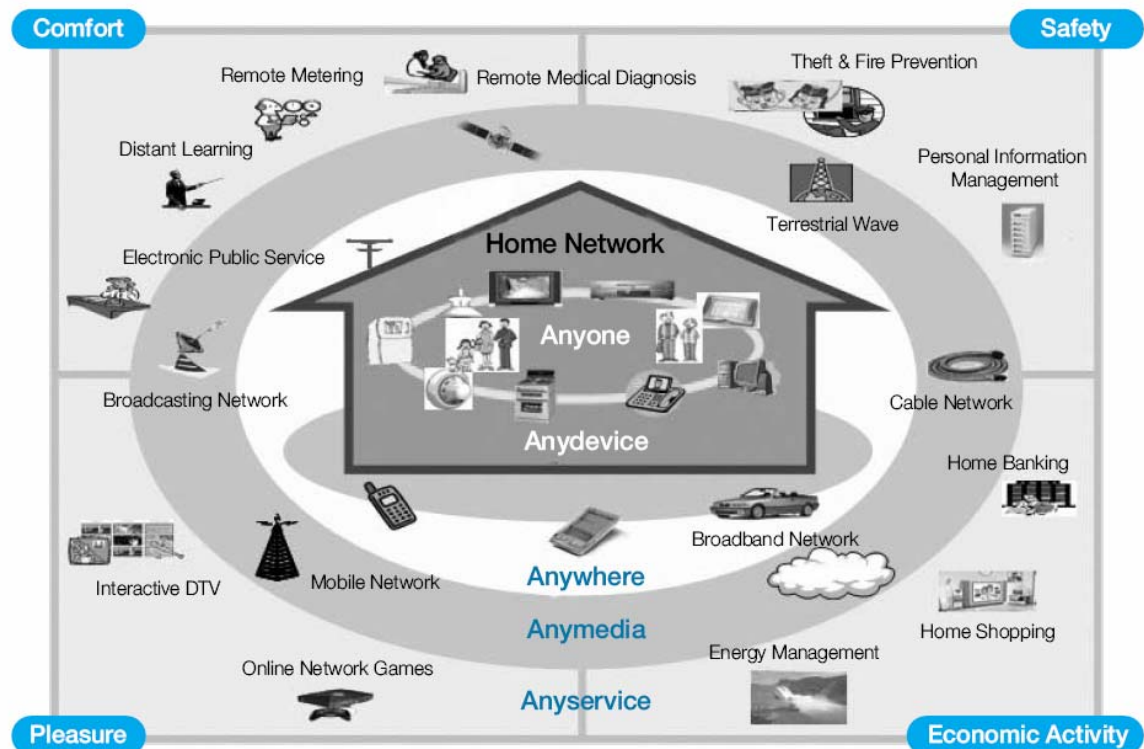 Comfort
Safety
Remote Metering
Remote Medical Diagnosis
Theft & Fire Prevention
Distant Learning
Personal Information
Management
Terrestrial Wave
Electronic Public Service
Home Network
Anyone
Broadcasting Network
Cable Network
Anydevice
Home Banking
Broadband Network
Interactive DTV
Mobile Network
Anywhere
Anymedia
Home Shopping
Online Network Games
Energy Management
Anyservice
Pleasure
Economic Activity